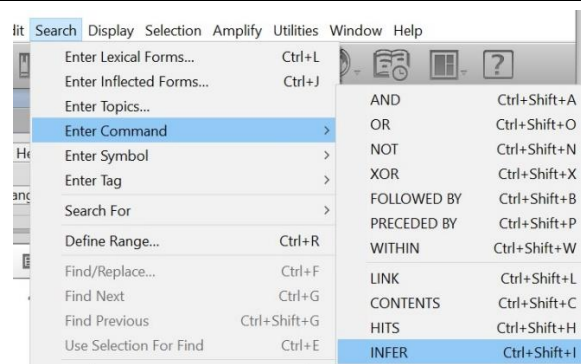 it Search Display Selection Amplify Utilities Window Help
Enter Lexical Forms... Ctrl+L
Enter Inflected Forms... Ctrl+J
Enter Topics...
Enter Command >
Enter Symbol >
Enter Tag >
Search For >
Define Range... Ctrl+R
Find/Replace... Ctrl+F
Find Next Ctrl+G
Find Previous Ctrl+Shift+G
Use Selection For Find Ctrl+E
AND Ctrl+Shift+A
OR Ctrl+Shift+O
NOT Ctrl+Shift+N
XOR Ctrl+Shift+X
FOLLOWED BY Ctrl+Shift+B
PRECEDED BY Ctrl+Shift+P
WITHIN Ctrl+Shift+W
LINK Ctrl+Shift+L
CONTENTS Ctrl+Shift+C
HITS Ctrl+Shift+H
INFER Ctrl+Shift+I